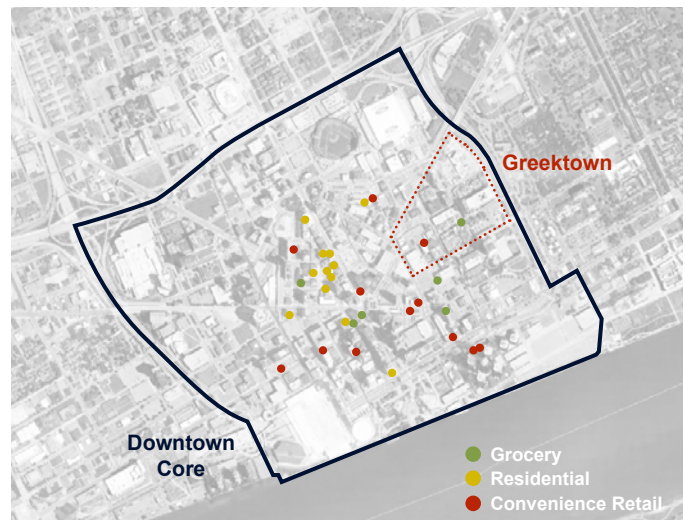 Greektown
Downtown
Core
Grocery
Residential
Convenience Retail